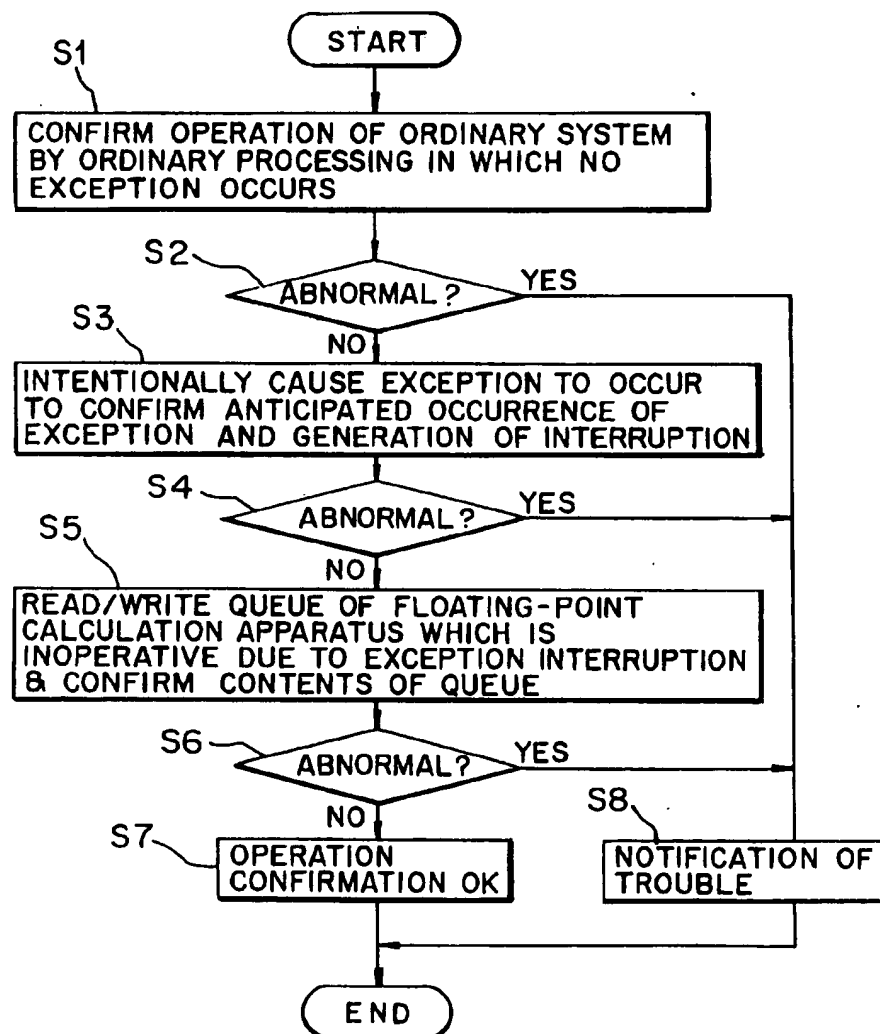 START
S1
CONFIRM OPERATION OF ORDINARY SYSTEM
BY ORDINARY PROCESSING IN WHICH NO
EXCEPTION OCCURS
S2
ABNORMAL?
YES
NO
S3
INTENTIONALLY CAUSE EXCEPTION TO OCCUR
TO CONFIRM ANTICIPATED OCCURRENCE OF
EXCEPTION AND GENERATION OF INTERRUPTION
S4
ABNORMAL?
YES
NO
S5
READ/WRITE QUEUE OF FLOATING-POINT
CALCULATION APPARATUS WHICH IS
INOPERATIVE DUE TO EXCEPTION INTERRUPTION
& CONFIRM CONTENTS OF QUEUE
S6
ABNORMAL?
YES
NO
S7
OPERATION
CONFIRMATION OK
S8
NOTIFICATION OF
TROUBLE
END